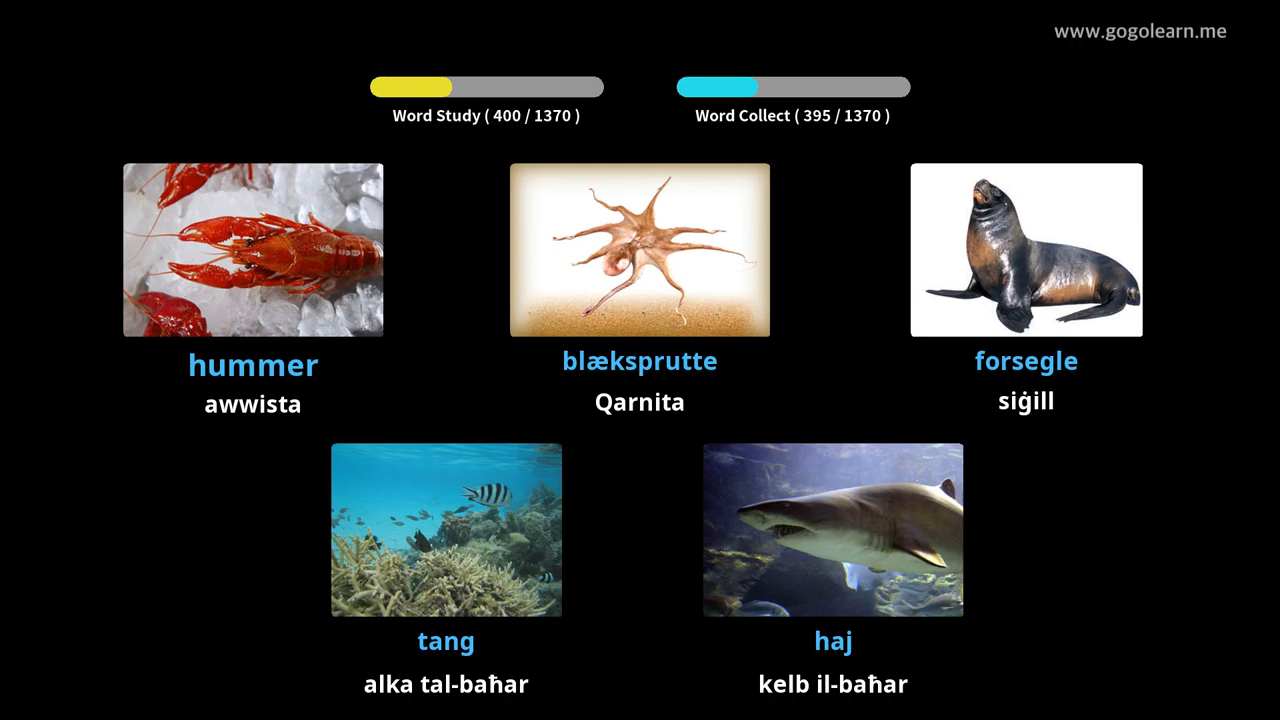 www.gogolearn.me
Word Study ( 400 / 1370 )
Word Collect ( 395 / 1370 )
hummer
awwista
blæksprutte
Qarnita
forsegle
siġill
tang
alka tal-baħar
haj
kelb il-baħar